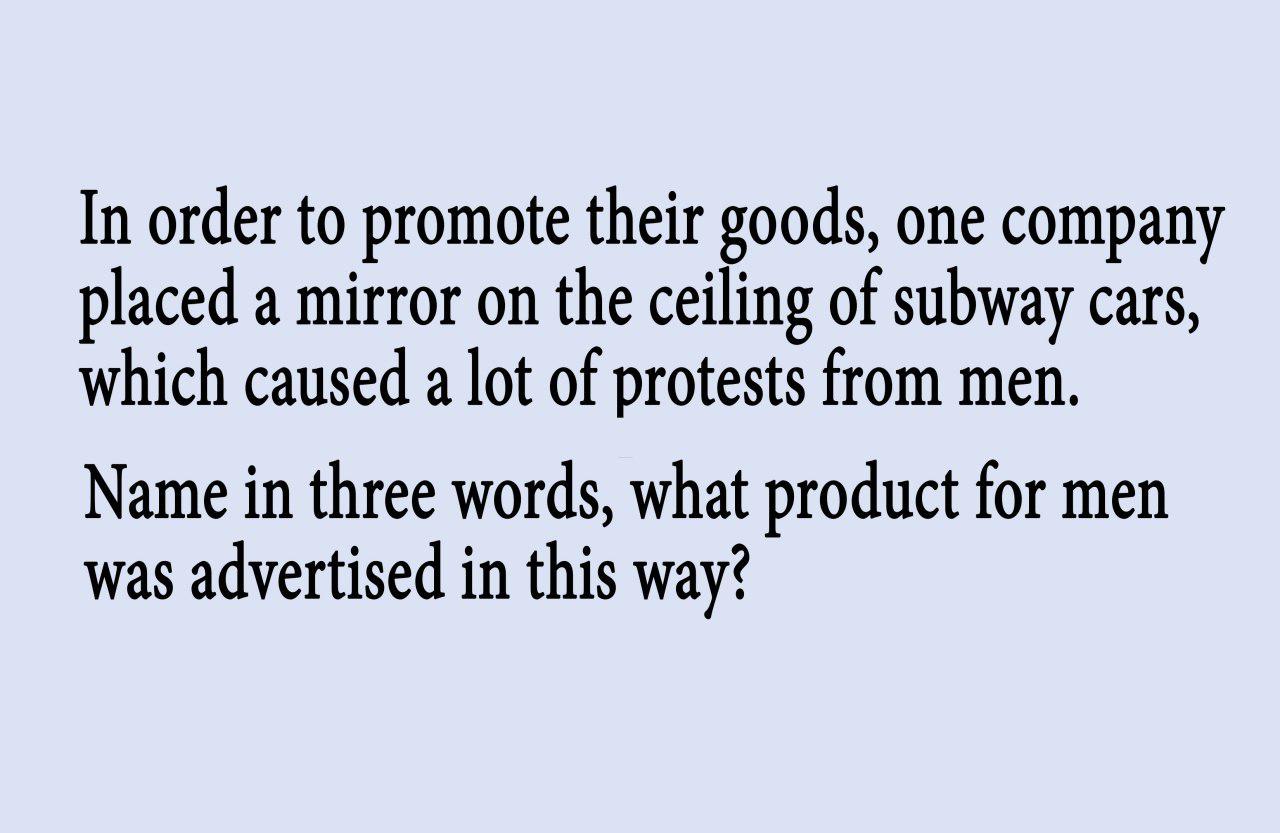 In order to promote their goods, one company
placed a mirror on the ceiling of subway cars,
which caused a lot of protests from men.
Name in three words, what product for men
was advertised in this way?